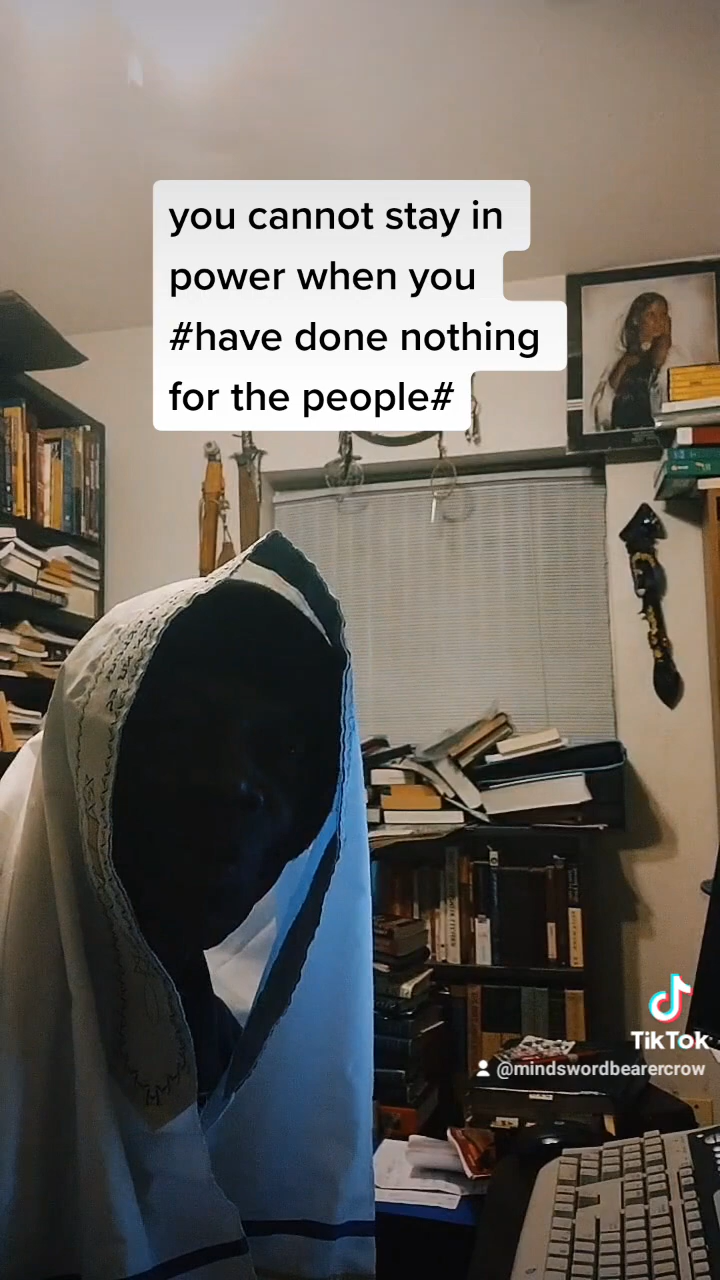 you cannot stay in
power when you
#have done nothing
for the people#
TikTok
@mindswordbearercrow